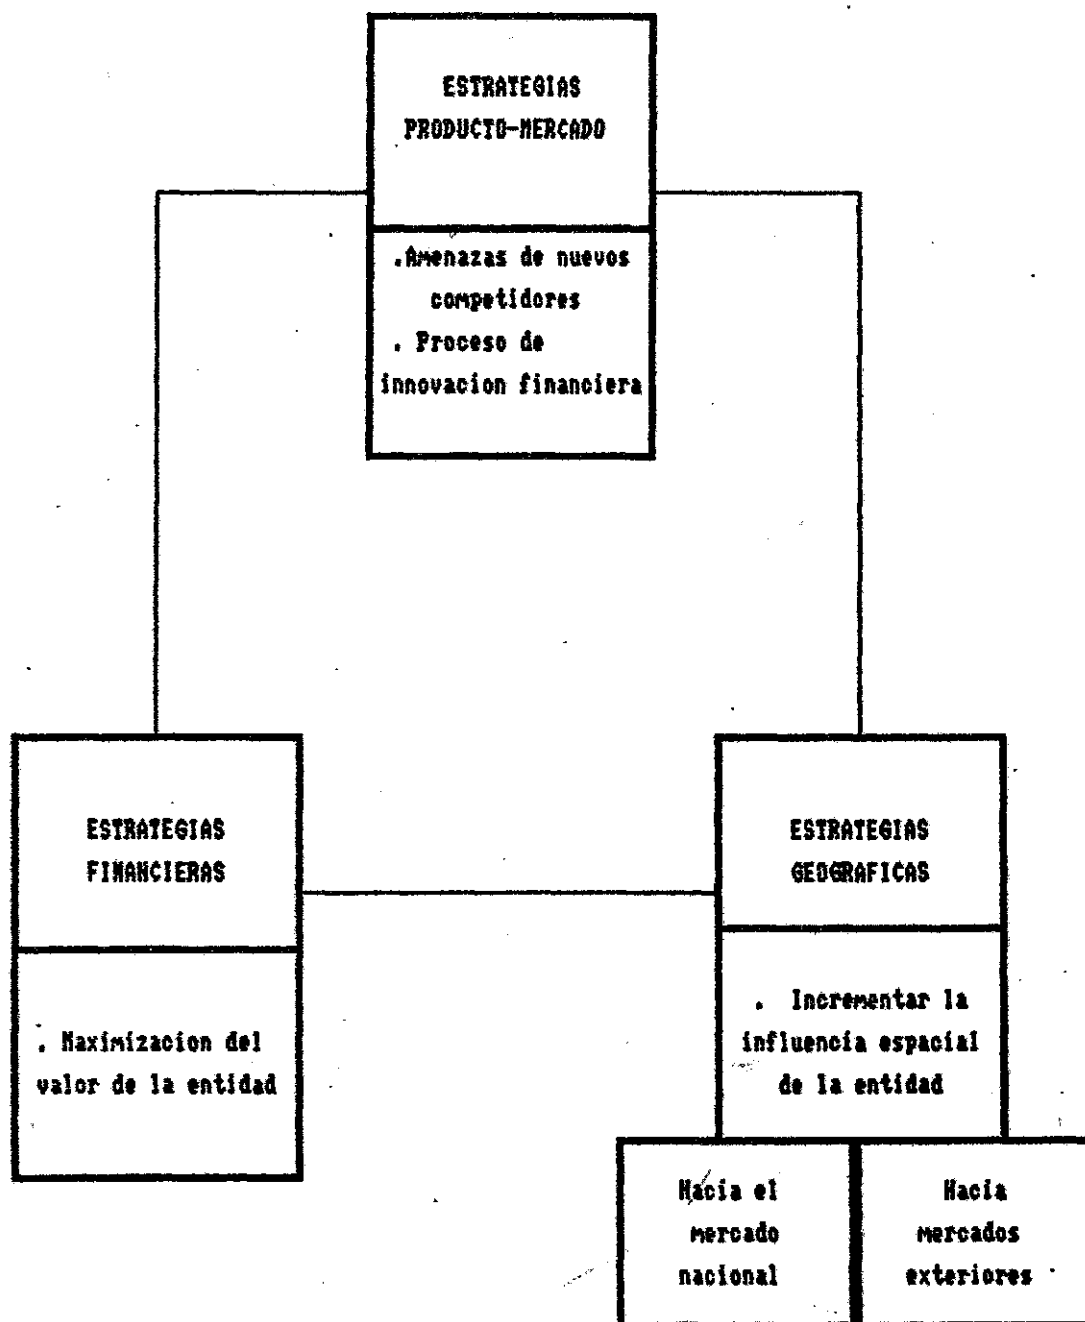 ESTRATEGIAS
PRODUCTO-MERCADO
.Amenazas de nuevos
competidores
. Proceso de
innovacion financiera
ESTRATEGIAS
FINANCIERAS
. Maximizacion del
valor de la entidad
ESTRATEGIAS
GEOGRAFICAS
. Incrementar la
influencia espacial
de la entidad
Hacia el
mercado
nacional
Hacia
mercados
exteriores